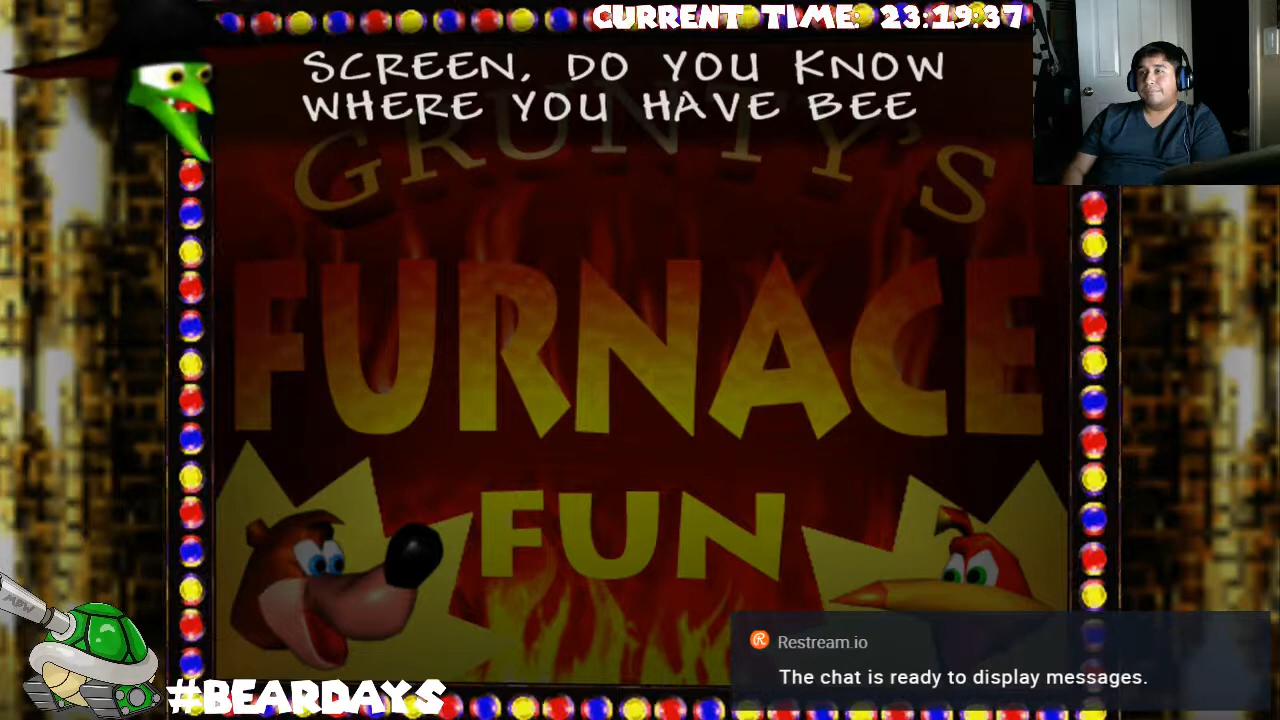 CURRENT TIME: 23:19:37
SCREEN, DO YOU KNOW
WHERE YOU HAVE BEE
GRUNTY'S
FURNACE
FUN
MDW
Restream.io
The chat is ready to display messages.
#BEARDAYS